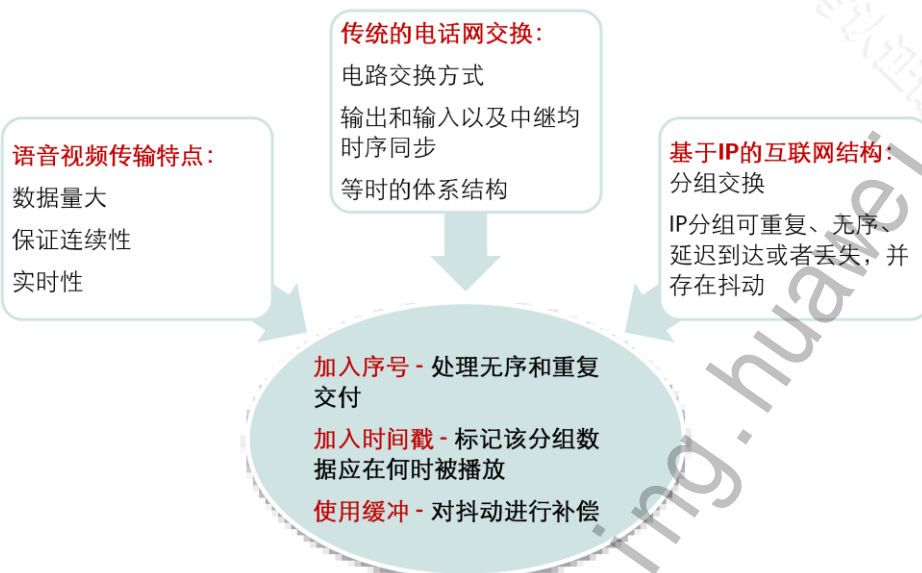 传统的电话网交换：
电路交换方式
输出和输入以及中继均
时序同步
等时的体系结构
语音视频传输特点：
数据量大
保证连续性
实时性
基于IP的互联网结构：
分组交换
IP分组可重复、无序、
延迟到达或者丢失，并
存在抖动
加入序号 - 处理无序和重复
交付
加入时间戳 - 标记该分组数
据应在何时被播放
使用缓冲 - 对抖动进行补偿
ing.huawei